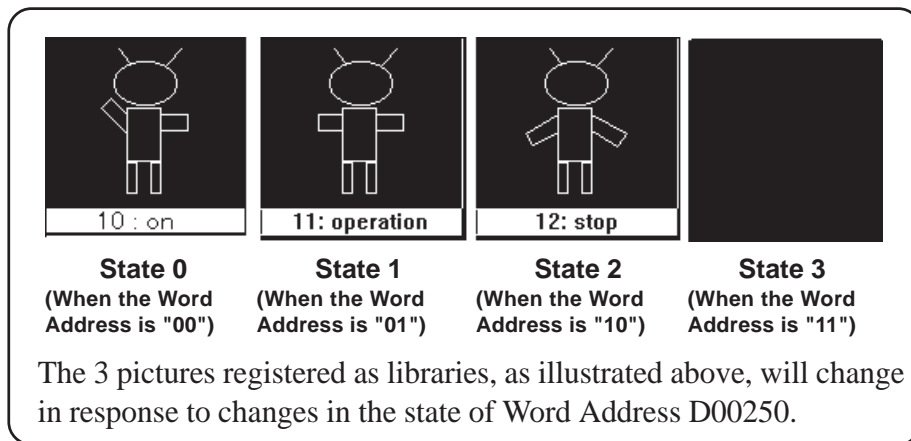 10 : on
11: operation
12: stop
State 0
(When the Word
Address is "00")
State 1
(When the Word
Address is "01")
State 2
(When the Word
Address is "10")
State 3
(When the Word
Address is "11")
The 3 pictures registered as libraries, as illustrated above, will change
in response to changes in the state of Word Address D00250.